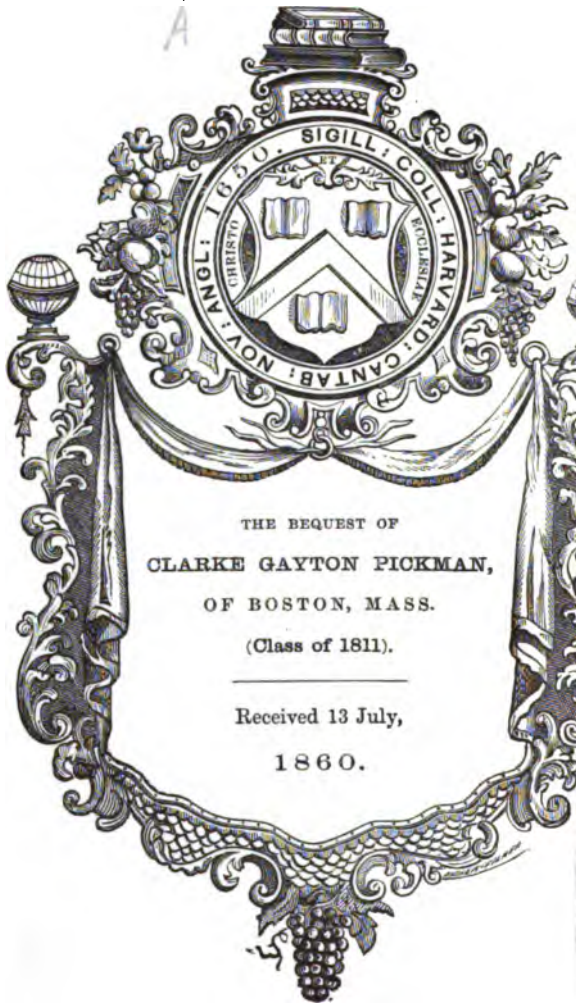 A
SIGILL: COLL: HARVARD: CANTAB: NOV: ANGL: 1650.
ET
CHRISTO
ECCLESIAE
THE BEQUEST OF
CLARKE GAYTON PICKMAN,
OF BOSTON, MASS.
(Class of 1811).
Received 13 July,
1860.